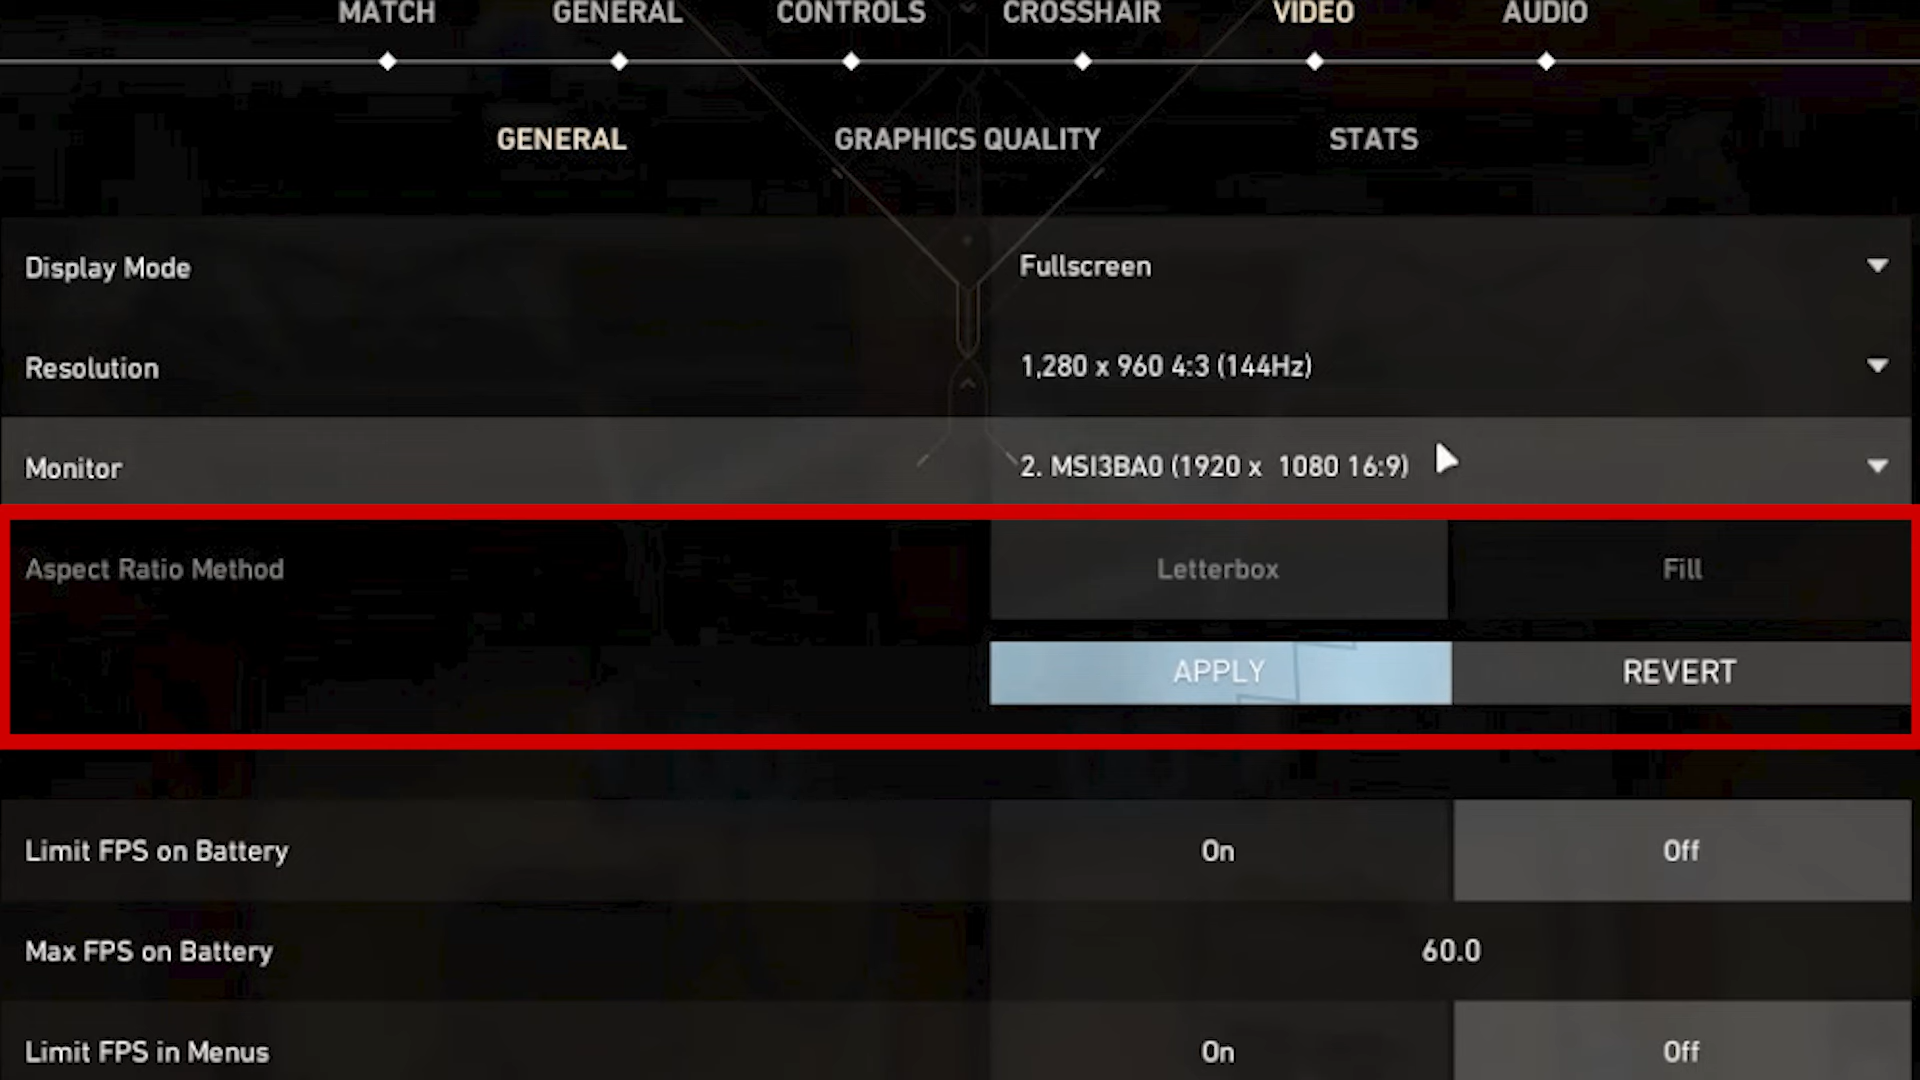 MATCH GENERAL CONTROLS CROSSHAIR VIDEO AUDIO
GENERAL GRAPHICS QUALITY STATS
Display Mode Fullscreen
Resolution 1,280 x 960 4:3 (144Hz)
Monitor 2. MSI3BA0 (1920 x 1080 16:9)
Aspect Ratio Method Letterbox Fill
APPLY REVERT
Limit FPS on Battery On Off
Max FPS on Battery 60.0
Limit FPS in Menus On Off